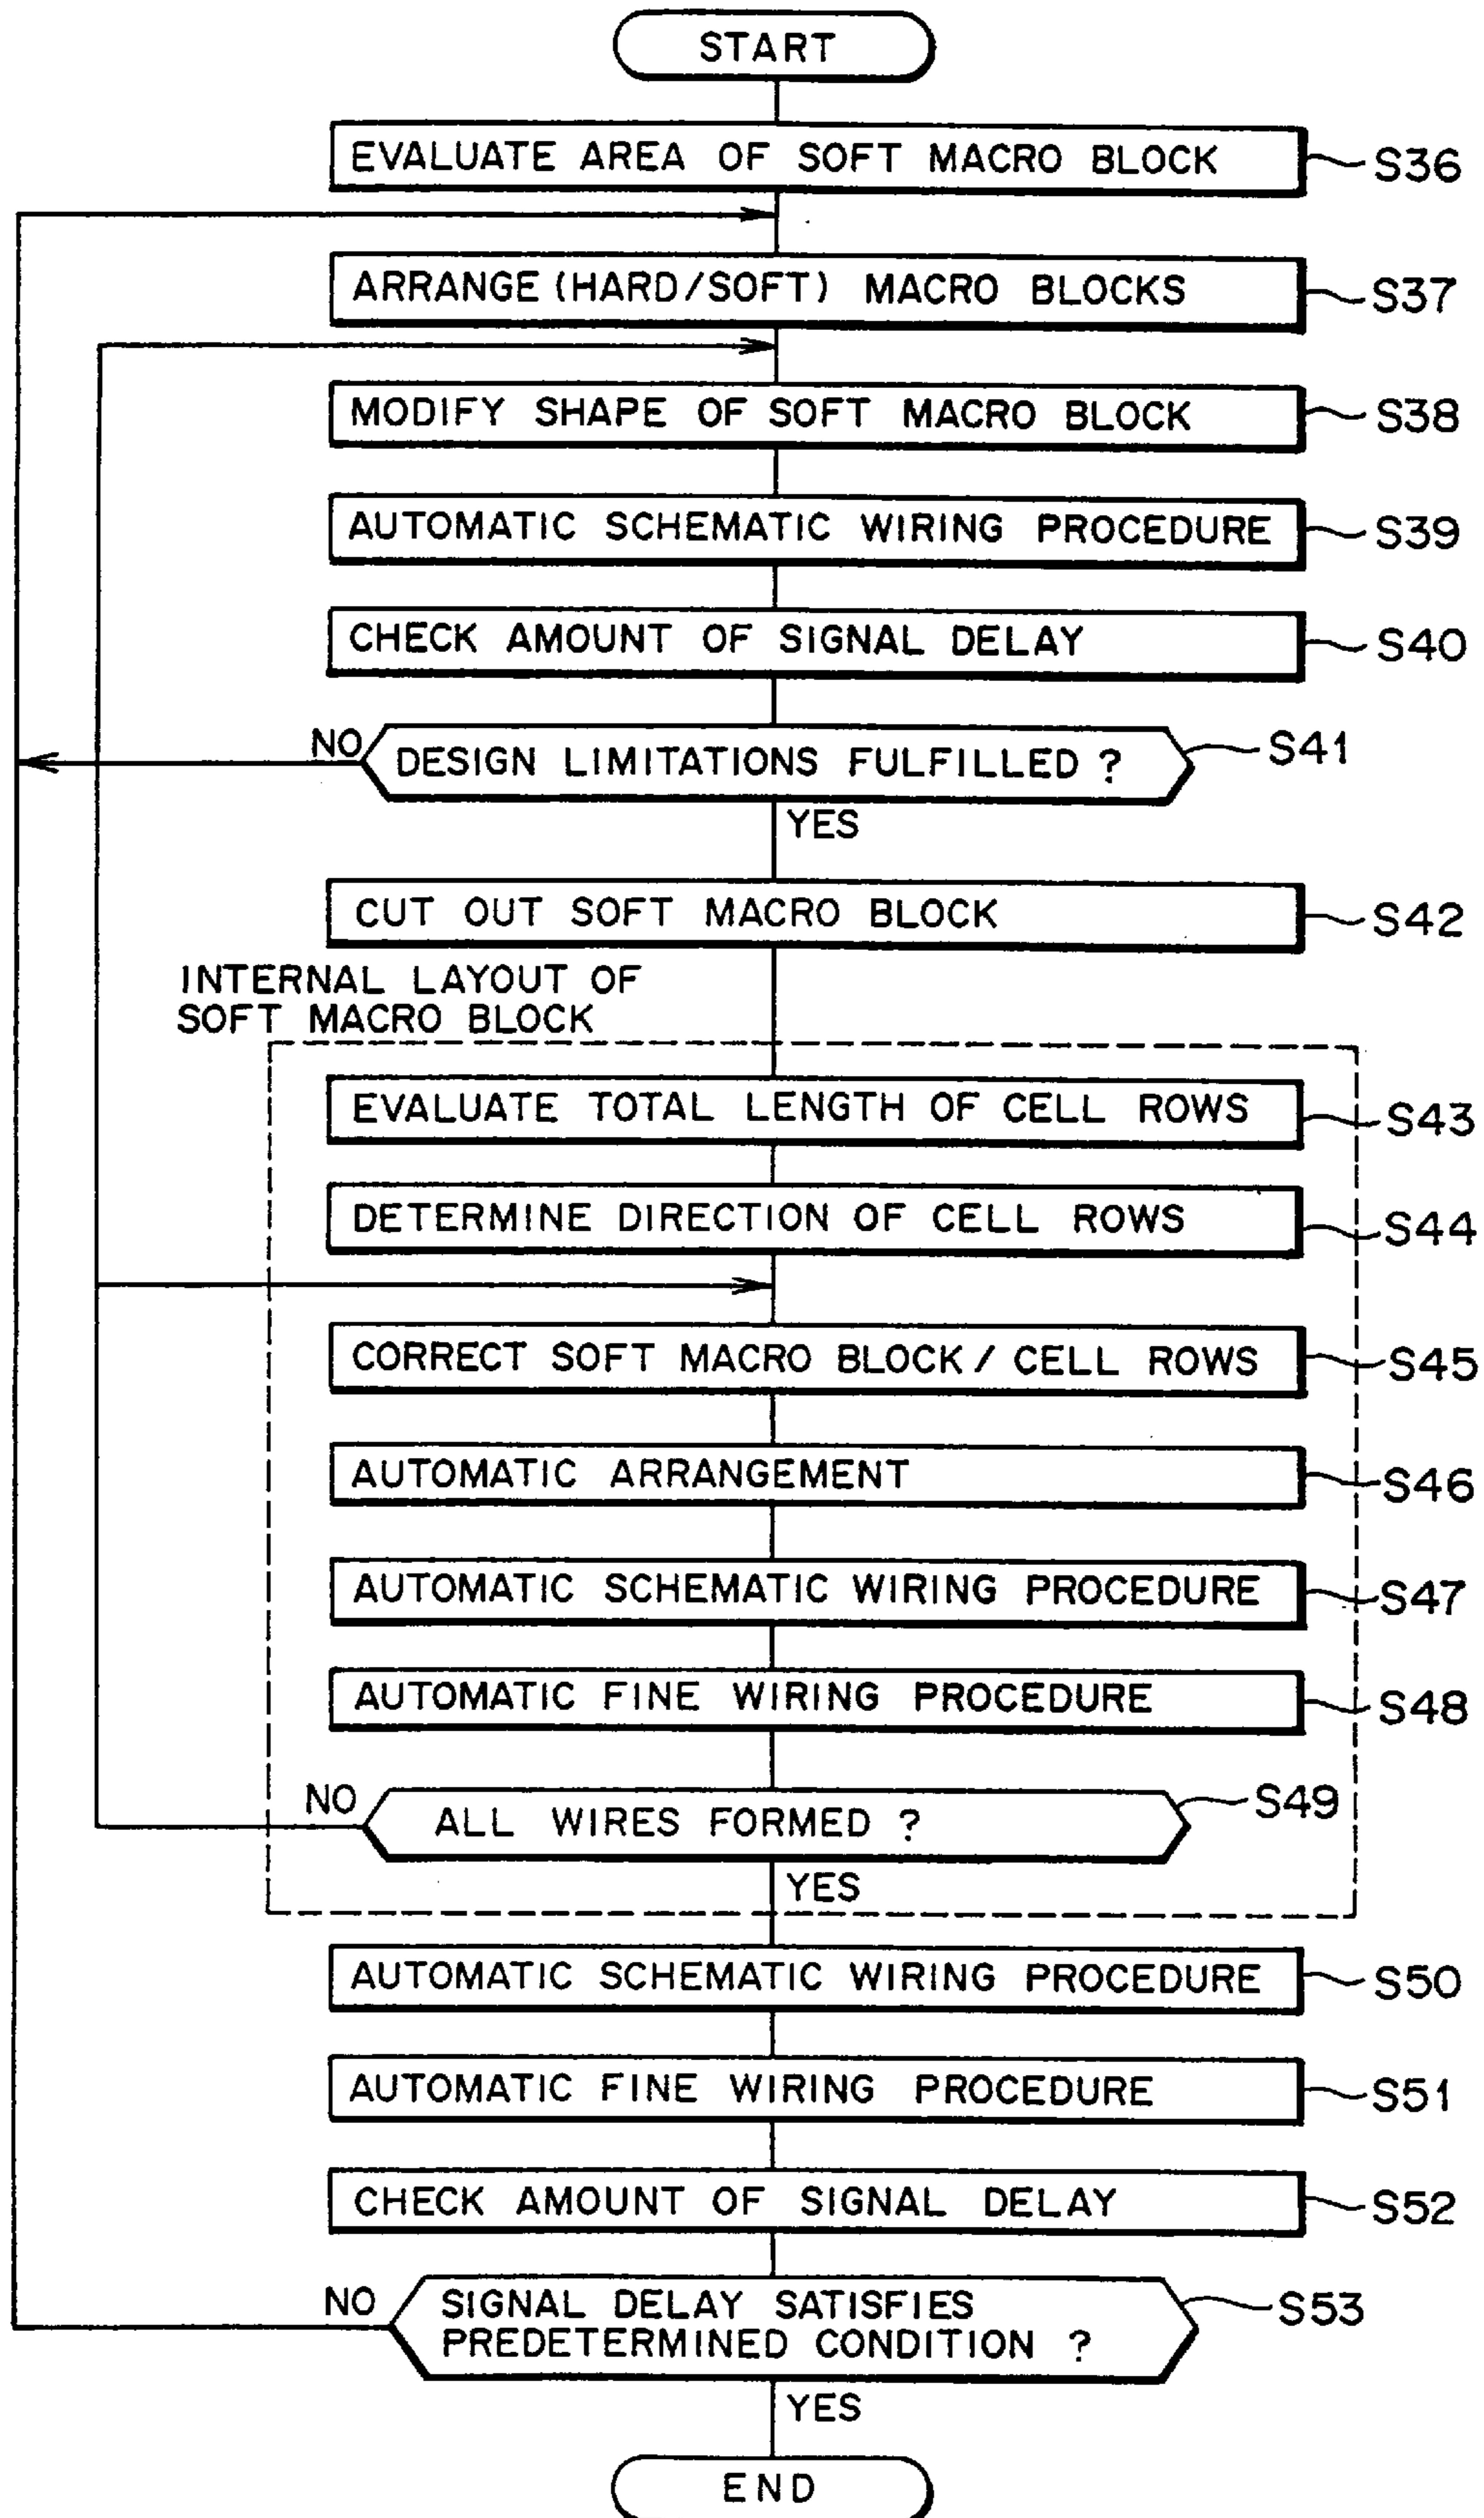 START
EVALUATE AREA OF SOFT MACRO BLOCK
S36
ARRANGE (HARD/SOFT) MACRO BLOCKS
S37
MODIFY SHAPE OF SOFT MACRO BLOCK
S38
AUTOMATIC SCHEMATIC WIRING PROCEDURE
S39
CHECK AMOUNT OF SIGNAL DELAY
S40
NO
DESIGN LIMITATIONS FULFILLED ?
S41
YES
CUT OUT SOFT MACRO BLOCK
S42
INTERNAL LAYOUT OF
SOFT MACRO BLOCK
EVALUATE TOTAL LENGTH OF CELL ROWS
S43
DETERMINE DIRECTION OF CELL ROWS
S44
CORRECT SOFT MACRO BLOCK / CELL ROWS
S45
AUTOMATIC ARRANGEMENT
S46
AUTOMATIC SCHEMATIC WIRING PROCEDURE
S47
AUTOMATIC FINE WIRING PROCEDURE
S48
NO
ALL WIRES FORMED ?
S49
YES
AUTOMATIC SCHEMATIC WIRING PROCEDURE
S50
AUTOMATIC FINE WIRING PROCEDURE
S51
CHECK AMOUNT OF SIGNAL DELAY
S52
NO
SIGNAL DELAY SATISFIES
PREDETERMINED CONDITION ?
S53
YES
END